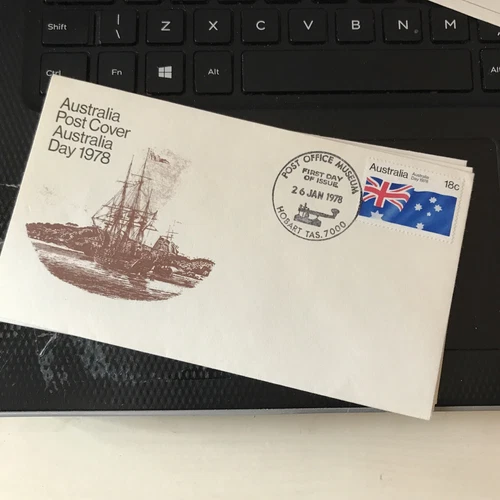 Shift
\
Z
X
C
V
B
N
M
Ctrl
Fn
Alt
Australia
Post Cover
Australia
Day 1978
POST OFFICE MUSEUM
FIRST DAY
OF ISSUE
26 JAN 1978
HOBART TAS. 7000
Australia
Australia
Day 1978
18c